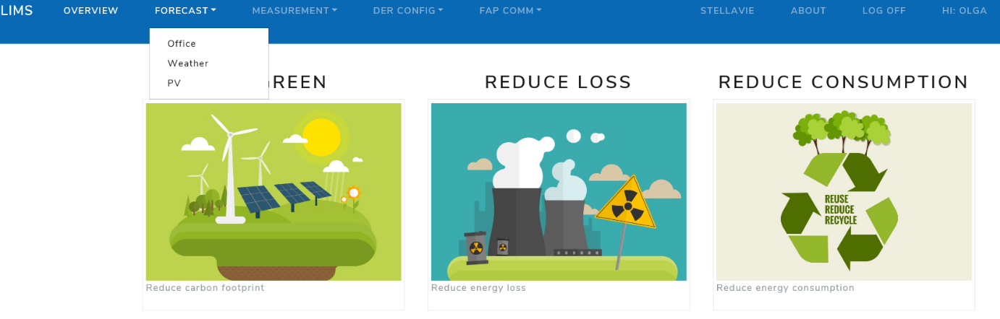 LIMS OVERVIEW FORECAST MEASUREMENT DER CONFIG FAP COMM STELLAVIE ABOUT LOG OFF HI: OLGA
Office
Weather
PV
REEN REDUCE LOSS REDUCE CONSUMPTION
REUSE
REDUCE
RECYCLE
Reduce carbon footprint Reduce energy loss Reduce energy consumption